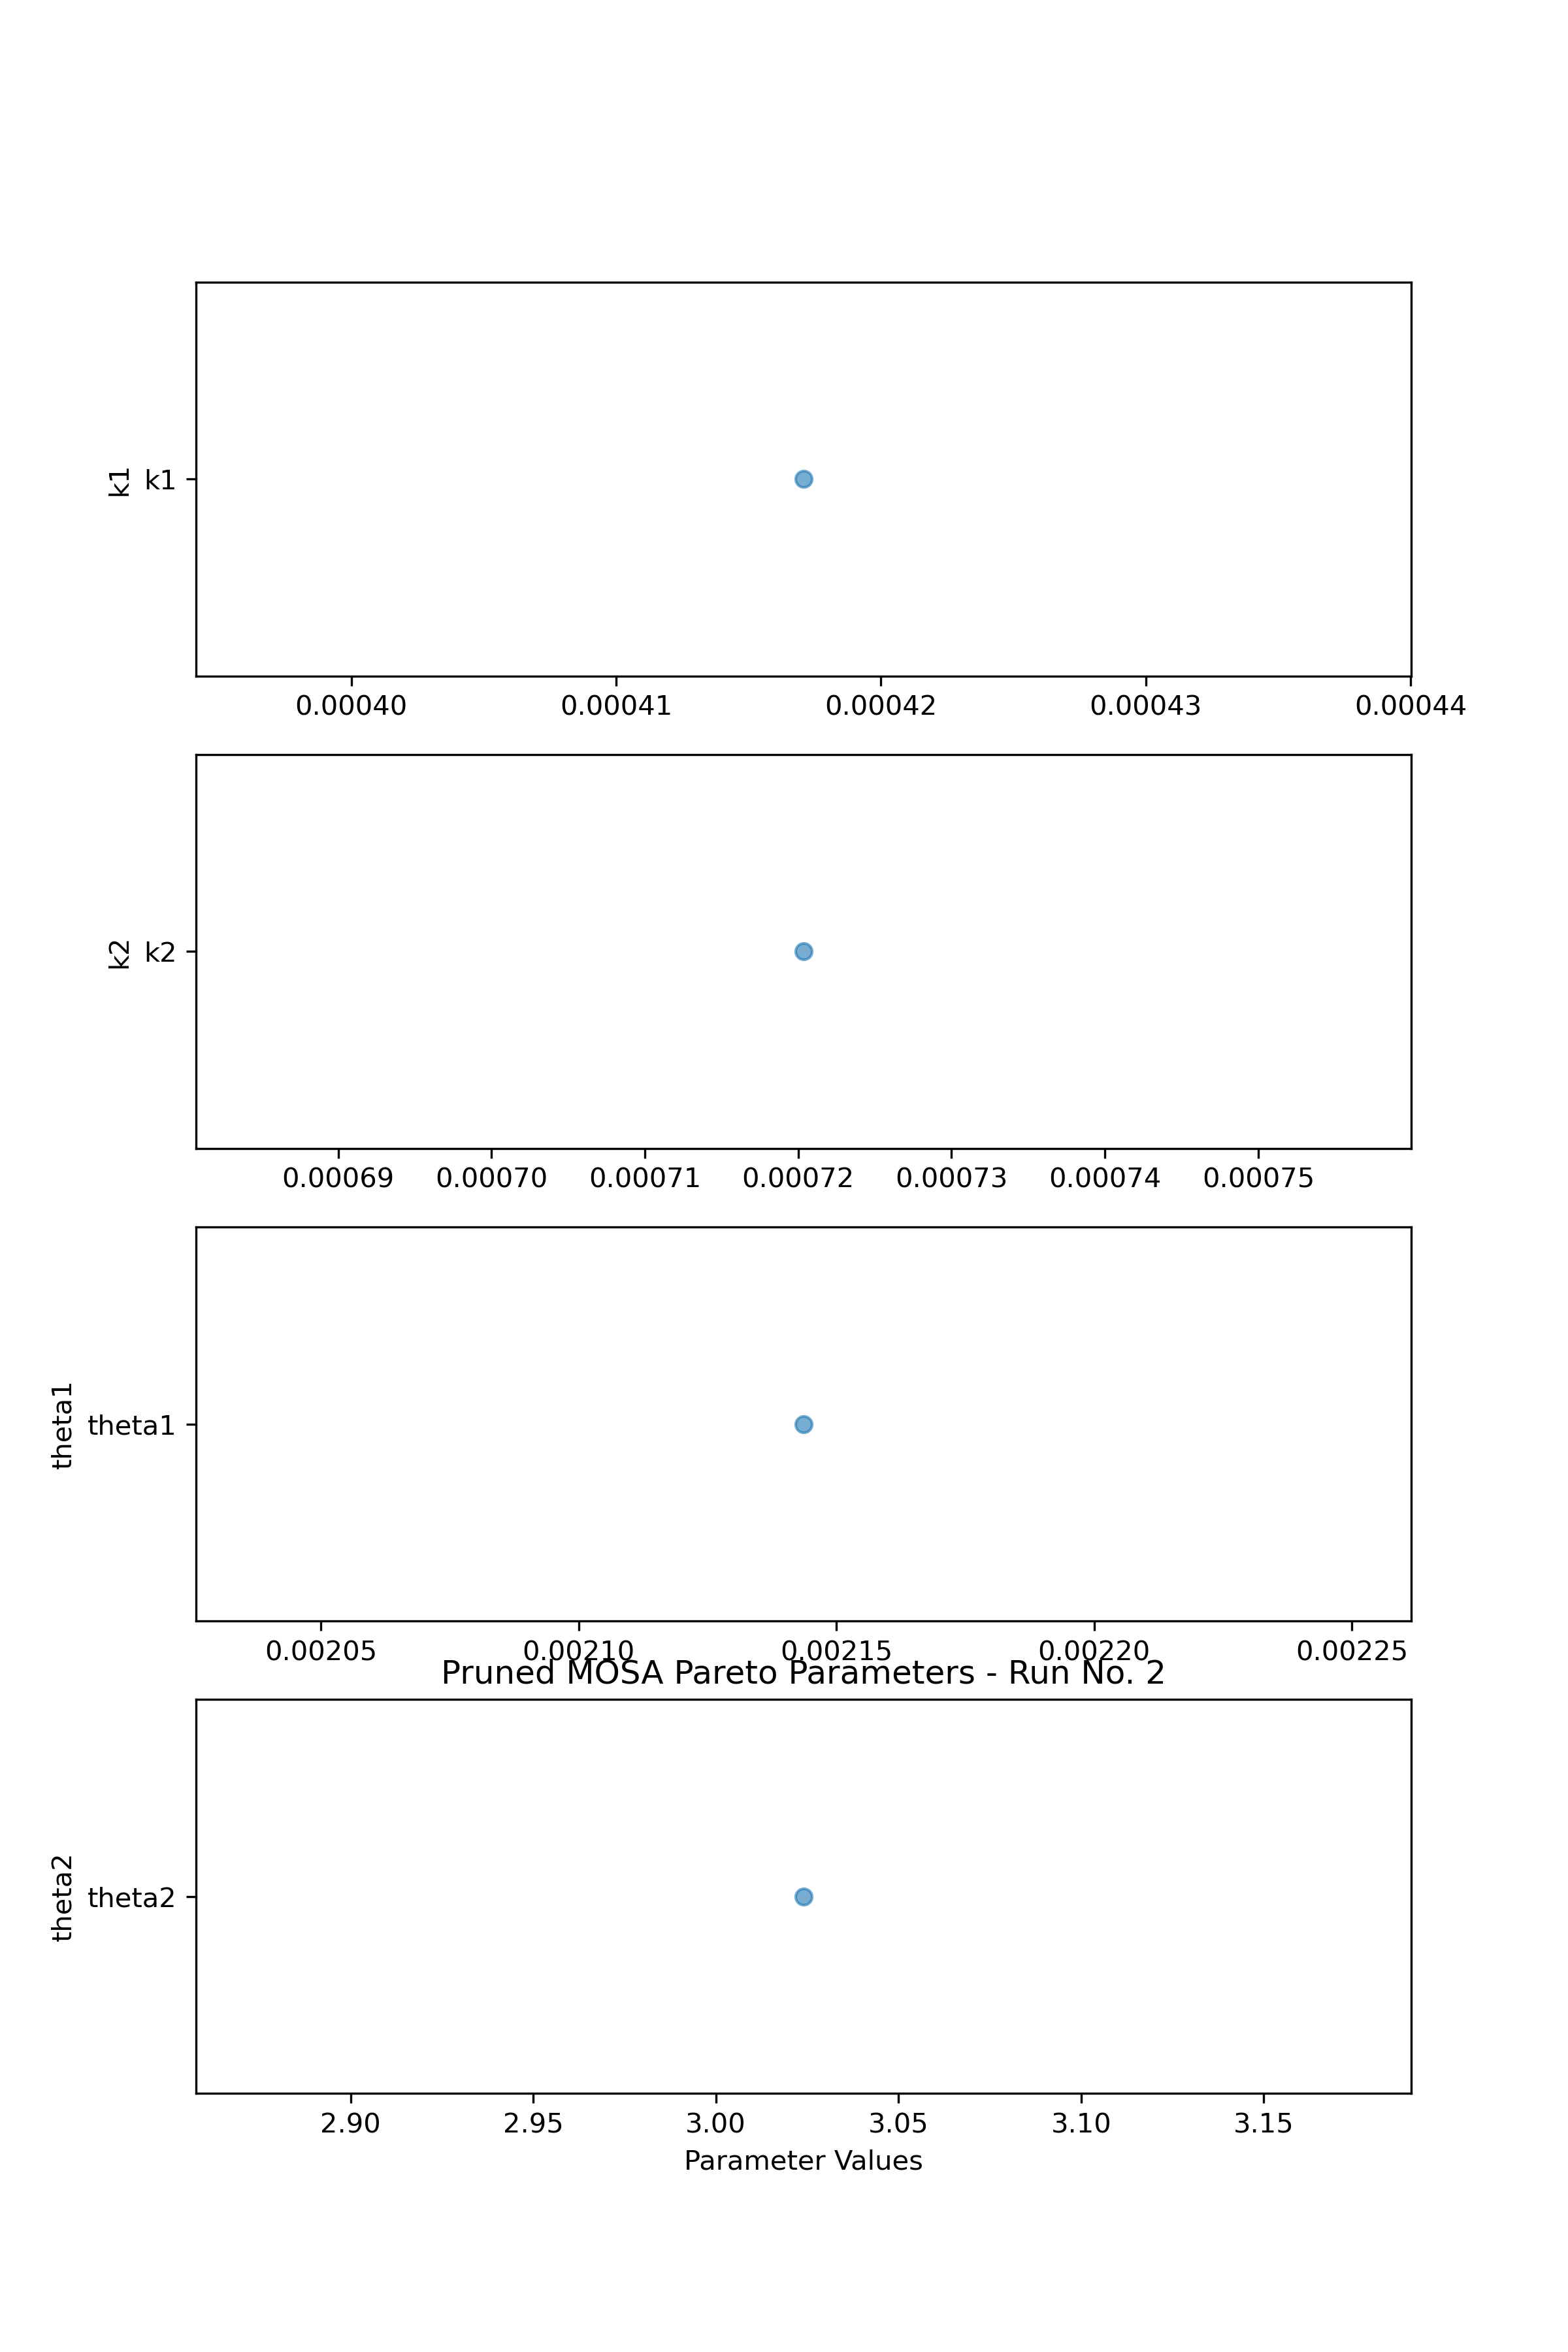 k1 k1
0.00040 0.00041 0.00042 0.00043 0.00044
k2 k2
0.00069 0.00070 0.00071 0.00072 0.00073 0.00074 0.00075
theta1 theta1
0.00205 0.00210 0.00215 0.00220 0.00225
Pruned MOSA Pareto Parameters - Run No. 2
theta2 theta2
2.90 2.95 3.00 3.05 3.10 3.15
Parameter Values